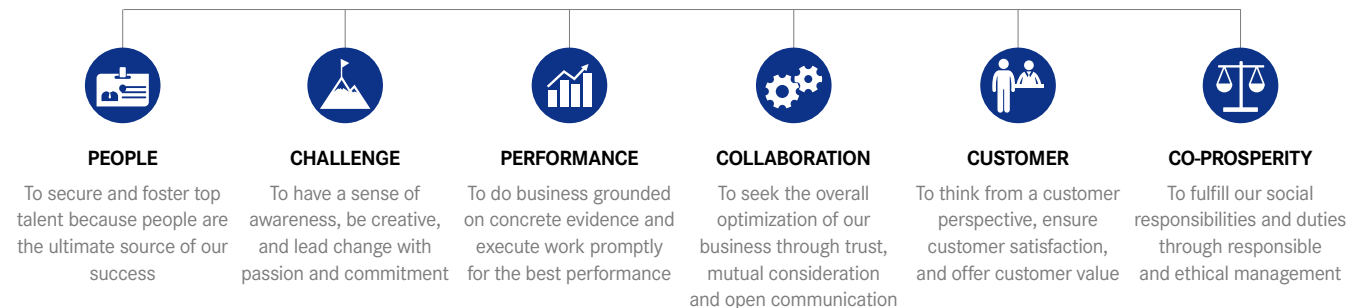 PEOPLE
To secure and foster top
talent because people are
the ultimate source of our
success
CHALLENGE
To have a sense of
awareness, be creative,
and lead change with
passion and commitment
PERFORMANCE
To do business grounded
on concrete evidence and
execute work promptly
for the best performance
COLLABORATION
To seek the overall
optimization of our
business through trust,
mutual consideration
and open communication
CUSTOMER
To think from a customer
perspective, ensure
customer satisfaction,
and offer customer value
CO-PROSPERITY
To fulfill our social
responsibilities and duties
through responsible
and ethical management